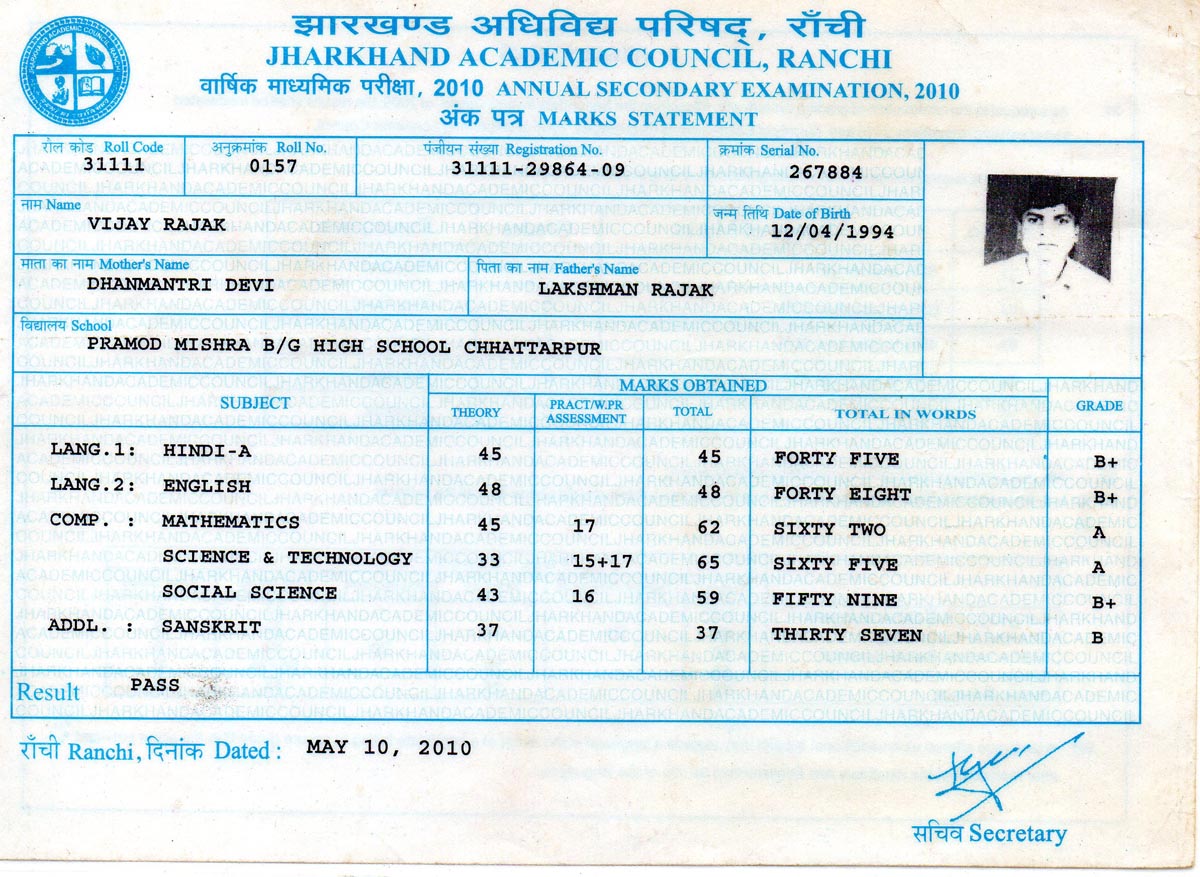 झारखण्ड अधिविद्य परिषद्, राँची
JHARKHAND ACADEMIC COUNCIL, RANCHI
वार्षिक माध्यमिक परीक्षा, 2010 ANNUAL SECONDARY EXAMINATION, 2010
अंक पत्र MARKS STATEMENT
रोल कोड Roll Code अनुक्रमांक Roll No. पंजीयन संख्या Registration No. क्रमांक Serial No.
31111 0157 31111-29864-09 267884
नाम Name जन्म तिथि Date of Birth
VIJAY RAJAK 12/04/1994
माता का नाम Mother's Name पिता का नाम Father's Name
DHANMANTRI DEVI LAKSHMAN RAJAK
विद्यालय School
PRAMOD MISHRA B/G HIGH SCHOOL CHHATTARPUR
MARKS OBTAINED
SUBJECT THEORY PRACT/W.PR ASSESSMENT TOTAL TOTAL IN WORDS GRADE
LANG.1: HINDI-A 45 45 FORTY FIVE B+
LANG.2: ENGLISH 48 48 FORTY EIGHT B+
COMP. : MATHEMATICS 45 17 62 SIXTY TWO A
SCIENCE & TECHNOLOGY 33 15+17 65 SIXTY FIVE A
SOCIAL SCIENCE 43 16 59 FIFTY NINE B+
ADDL. : SANSKRIT 37 37 THIRTY SEVEN B
Result PASS
राँची Ranchi, दिनांक Dated : MAY 10, 2010
सचिव Secretary